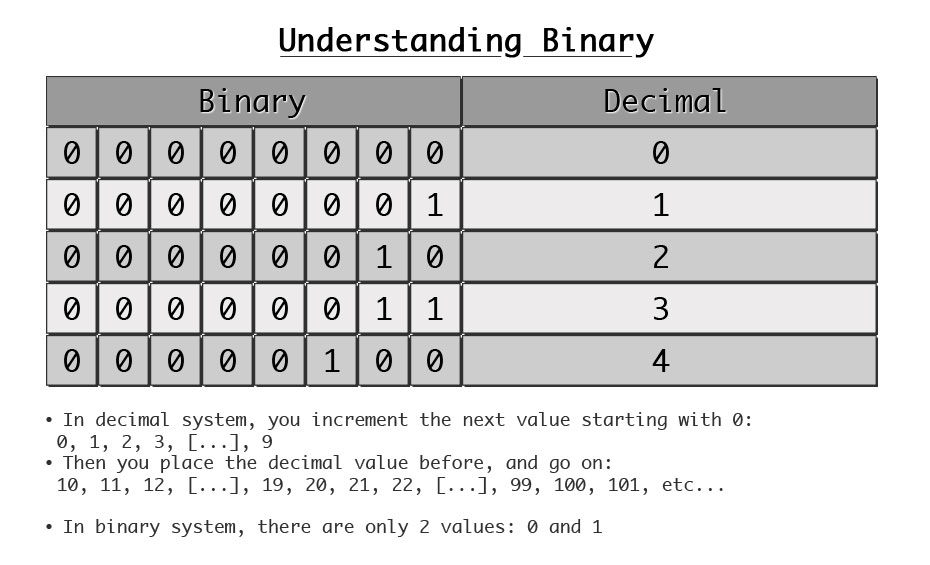 Understanding Binary
Binary Decimal
0 0 0 0 0 0 0 0 0
0 0 0 0 0 0 0 1 1
0 0 0 0 0 0 1 0 2
0 0 0 0 0 0 1 1 3
0 0 0 0 0 1 0 0 4
• In decimal system, you increment the next value starting with 0:
0, 1, 2, 3, [...], 9
• Then you place the decimal value before, and go on:
10, 11, 12, [...], 19, 20, 21, 22, [...], 99, 100, 101, etc...
• In binary system, there are only 2 values: 0 and 1